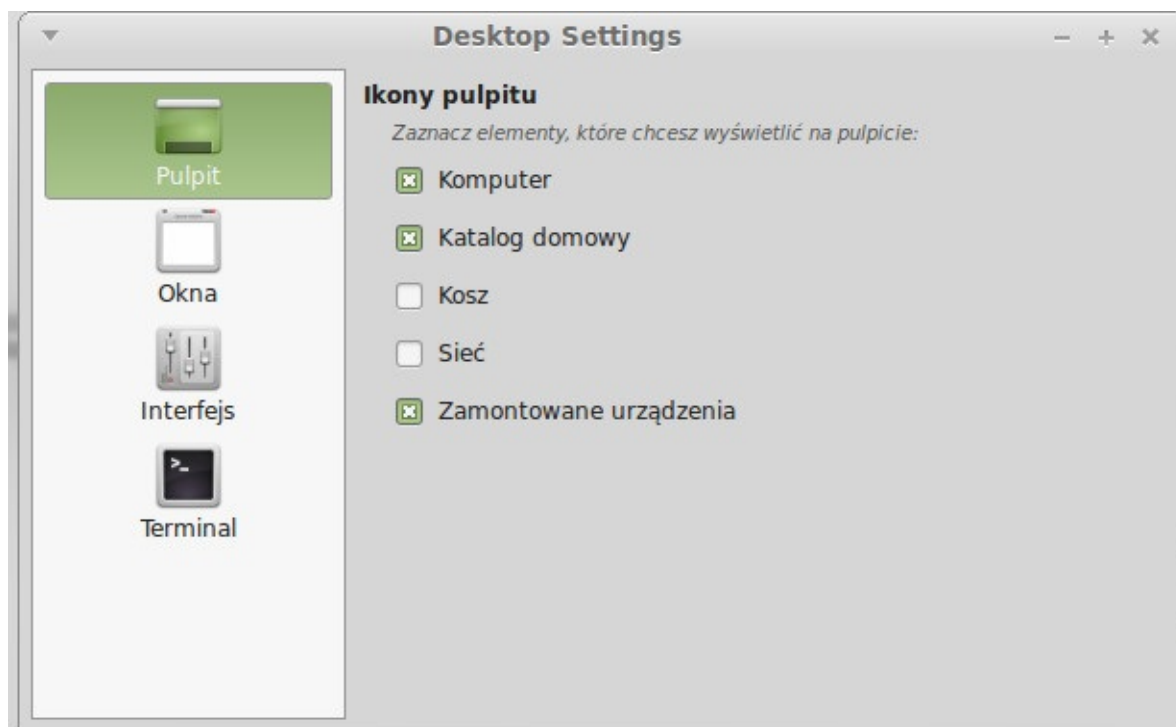 Desktop Settings
Pulpit
Okna
Interfejs
>_
Terminal
Ikony pulpitu
Zaznacz elementy, które chcesz wyświetlić na pulpicie:
Komputer
Katalog domowy
Kosz
Sieć
Zamontowane urządzenia